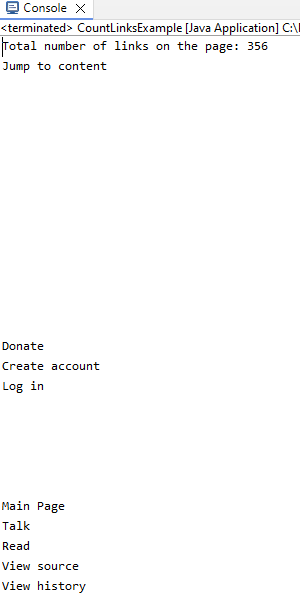 Console
<terminated> CountLinksExample [Java Application] C:\
Total number of links on the page: 356
Jump to content
Donate
Create account
Log in
Main Page
Talk
Read
View source
View history